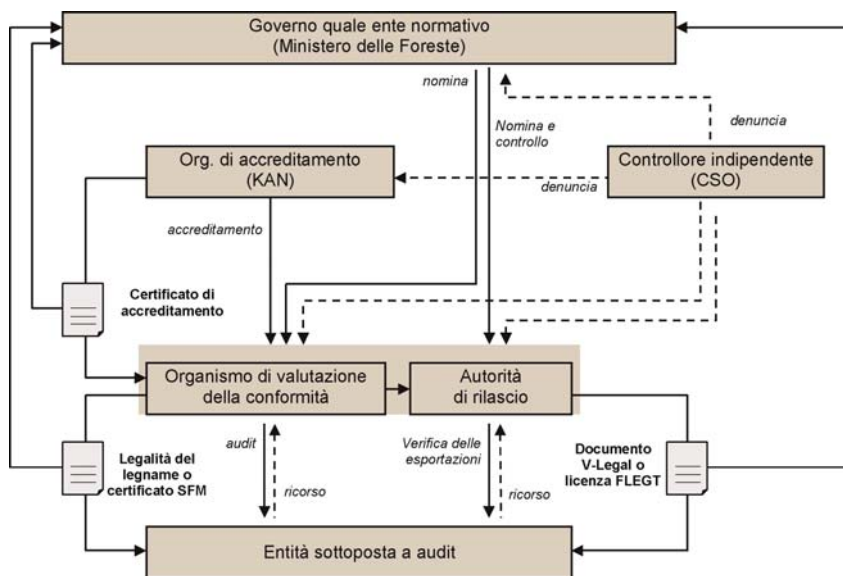 Governo quale ente normativo
(Ministero delle Foreste)
nomina
Nomina e
controllo
denuncia
Org. di accreditamento
(KAN)
Controllore indipendente
(CSO)
denuncia
accreditamento
Certificato di
accreditamento
Organismo di valutazione
della conformità
Autorità
di rilascio
Legalità del
legname o
certificato SFM
audit
ricorso
Verifica delle
esportazioni
ricorso
Documento
V-Legal o
licenza FLEGT
Entità sottoposta a audit